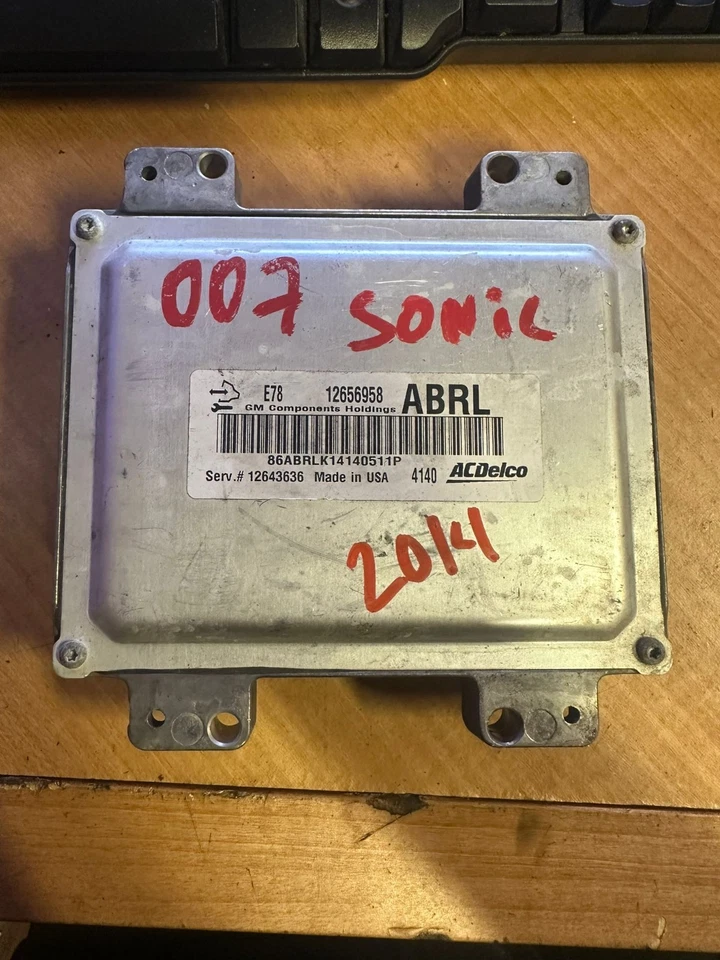 007 SONiC
E78 12656958 ABRL
GM Components Holdings
86ABRLK14140511P
Serv.# 12643636 Made in USA 4140 ACDelco
2014